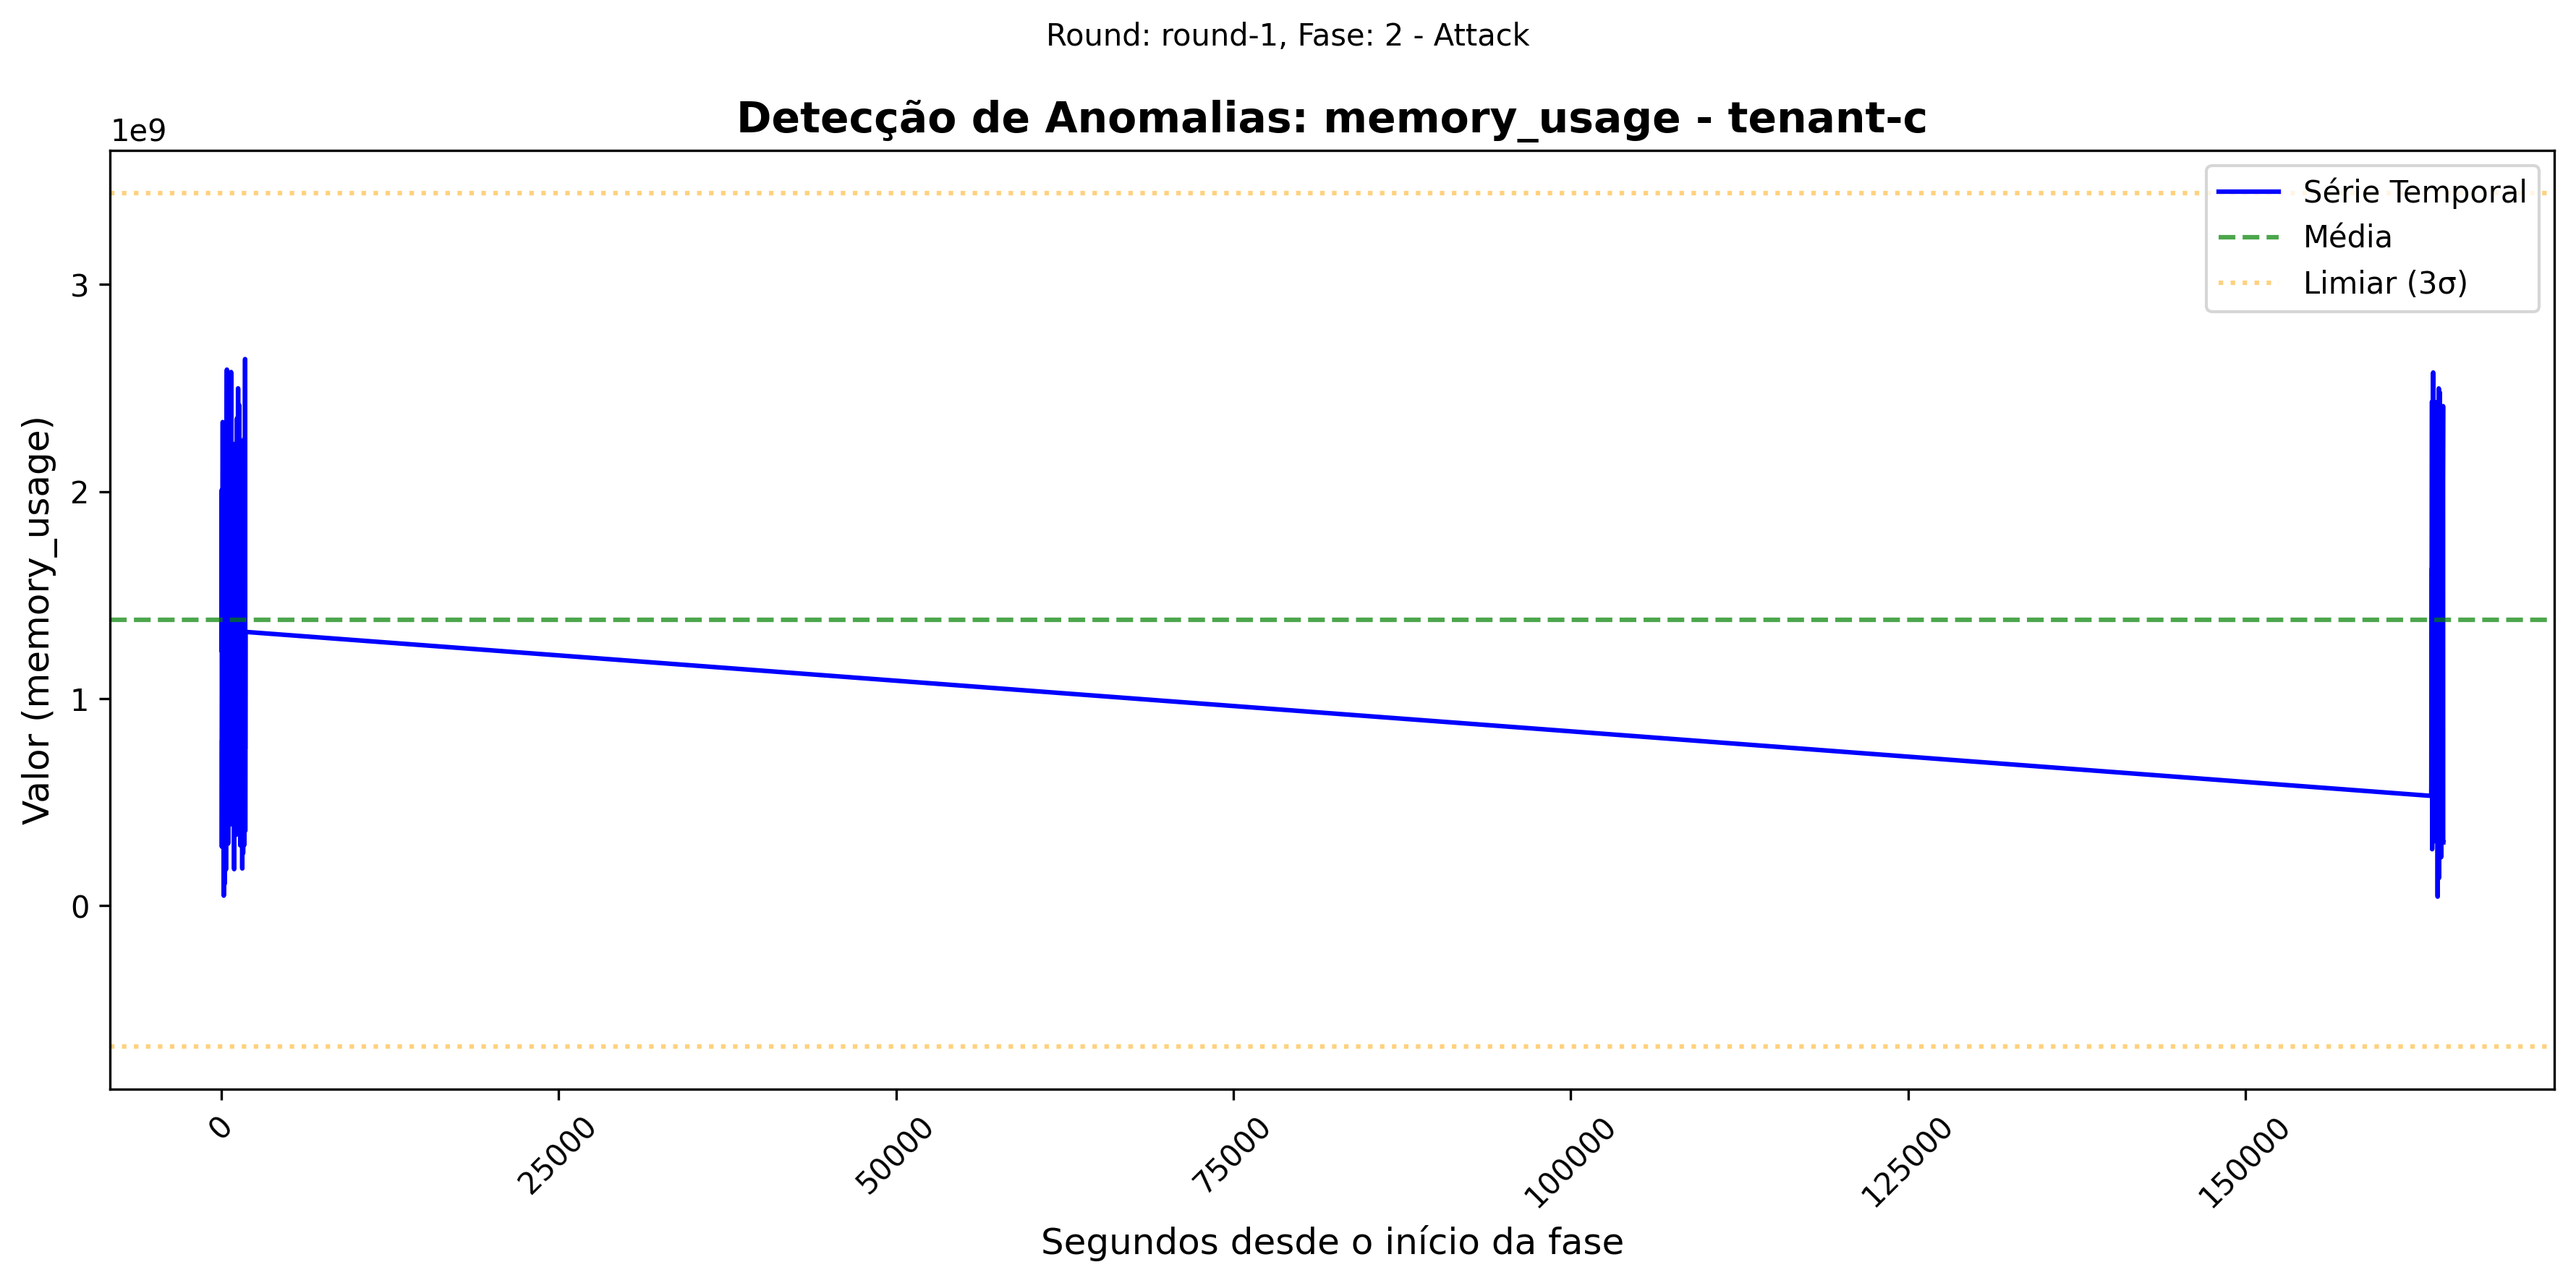 Round: round-1, Fase: 2 - Attack
Detecção de Anomalias: memory_usage - tenant-c
1e9
Série Temporal
Média
Limiar (3σ)
3
2
1
0
Valor (memory_usage)
0
25000
50000
75000
100000
125000
150000
Segundos desde o início da fase